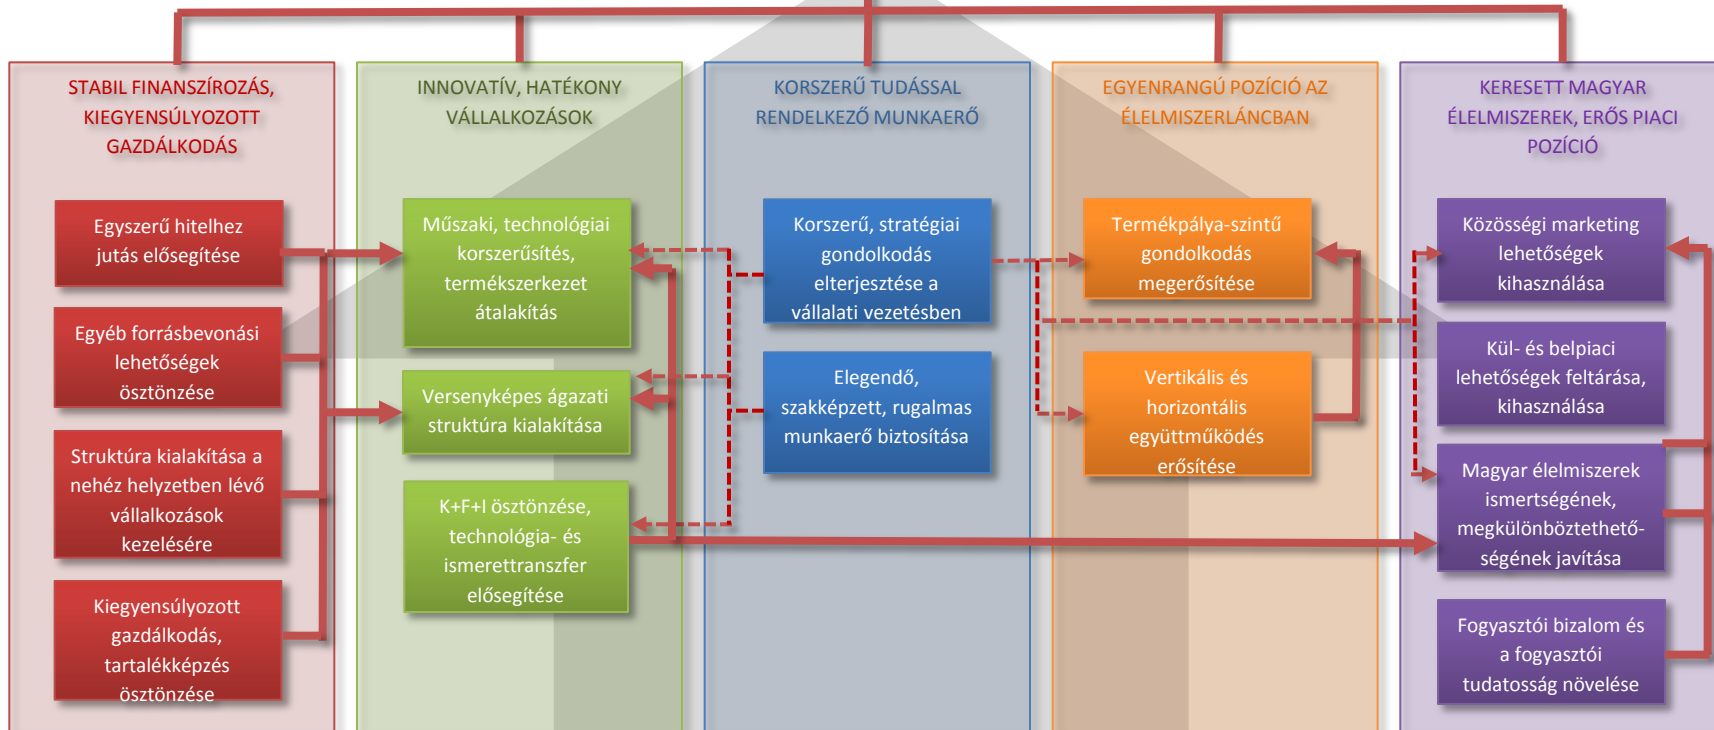 STABIL FINANSZÍROZÁS,
KIEGYENSÚLYOZOTT
GAZDÁLKODÁS
Egyszerű hitelhez
jutás elősegítése
Egyéb forrásbevonási
lehetőségek
ösztönzése
Struktúra kialakítása a
nehéz helyzetben lévő
vállalkozások
kezelésére
Kiegyensúlyozott
gazdálkodás,
tartalékképzés
ösztönzése
INNOVATÍV, HATÉKONY
VÁLLALKOZÁSOK
Műszaki, technológiai
korszerűsítés,
termékszerkezet
átalakítás
Versenyképes ágazati
struktúra kialakítása
K+F+I ösztönzése,
technológia- és
ismerettranszfer
elősegítése
KORSZERŰ TUDÁSSAL
RENDELKEZŐ MUNKAERŐ
Korszerű, stratégiai
gondolkodás
elterjesztése a
vállalati vezetésben
Elegendő,
szakképzett, rugalmas
munkaerő biztosítása
EGYENRANGÚ POZÍCIÓ AZ
ÉLELMISZERLÁNCBAN
Termékpálya-szintű
gondolkodás
megerősítése
Vertikális és
horizontális
együttműködés
erősítése
KERESETT MAGYAR
ÉLELMISZEREK, ERŐS PIACI
POZÍCIÓ
Közösségi marketing
lehetőségek
kihasználása
Kül- és belpiaci
lehetőségek feltárása,
kihasználása
Magyar élelmiszerek
ismertségének,
megkülönböztethető-
ségének javítása
Fogyasztói bizalom és
a fogyasztói
tudatosság növelése